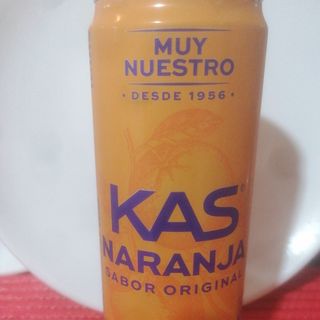 MUY
NUESTRO
• DESDE 1956 •
KAS®
NARANJA
SABOR ORIGINAL